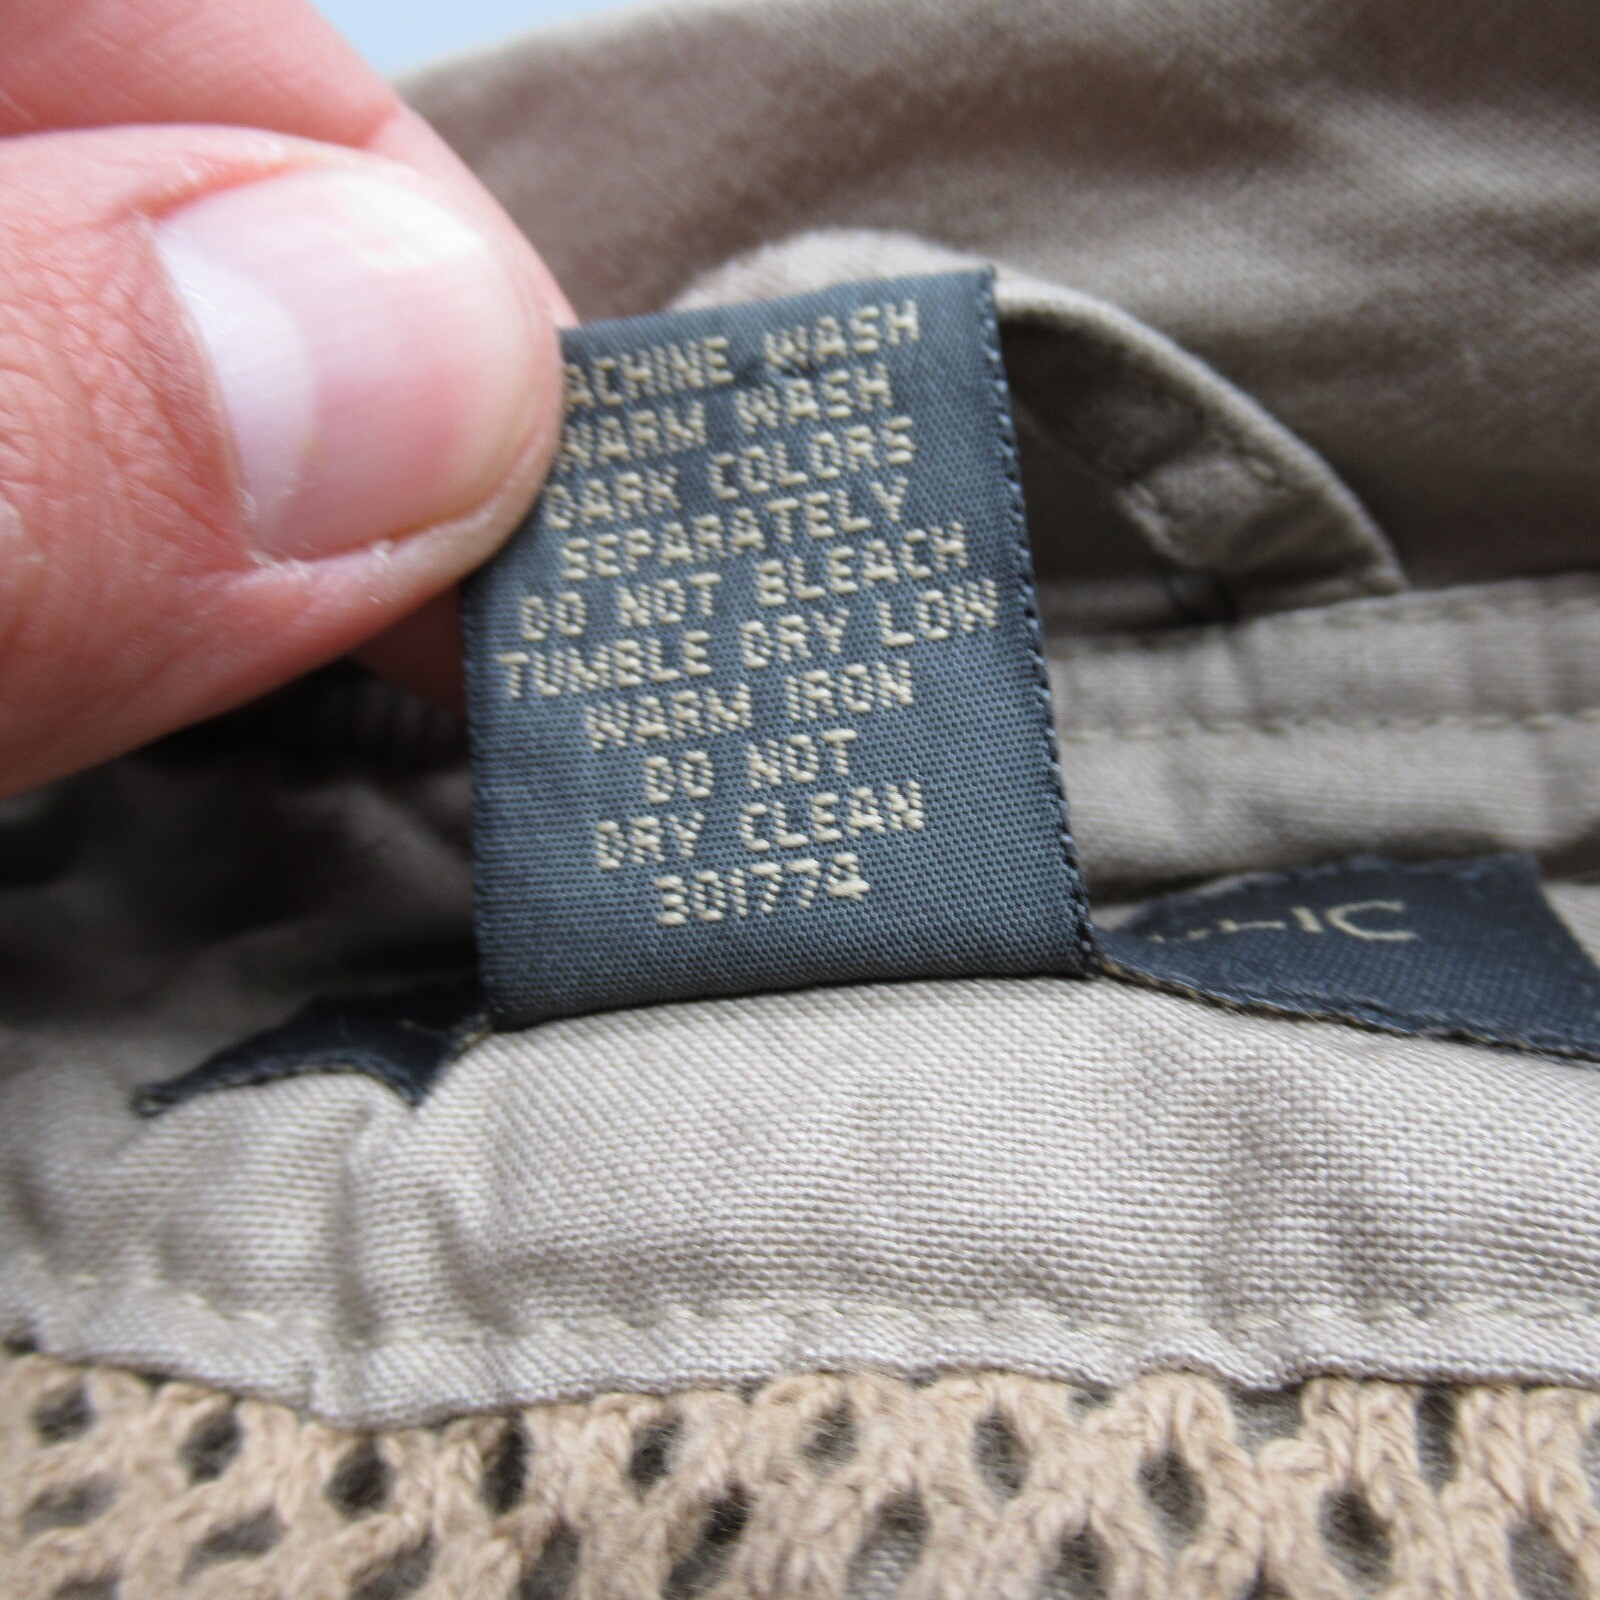 ACHINE WASH
WARM WASH
DARK COLORS
SEPARATELY
DO NOT BLEACH
TUMBLE DRY LOW
WARM IRON
DO NOT
DRY CLEAN
301774